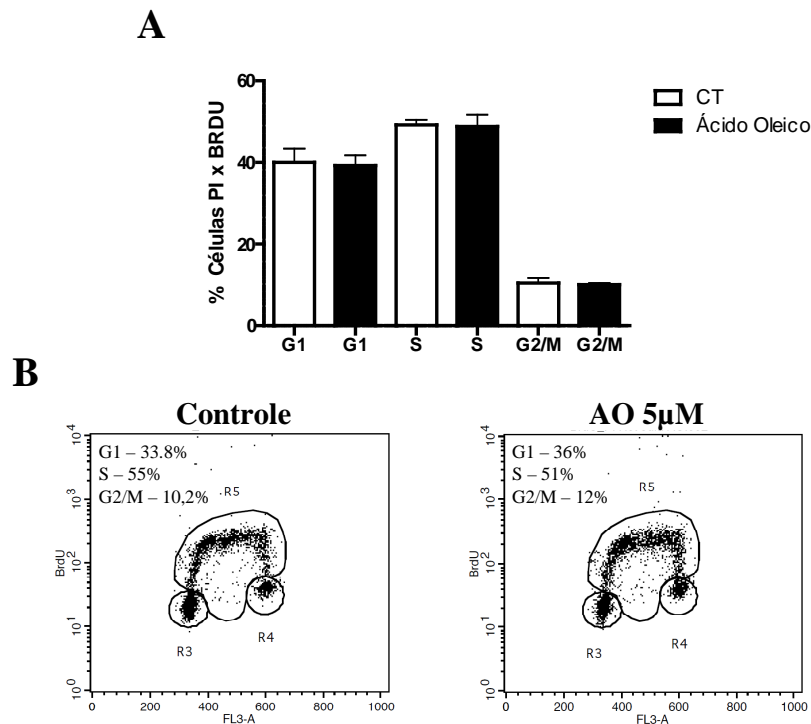 A
% Células PI x BRDU
60
40
20
0
G1 G1 S S G2/M G2/M
CT
Ácido Oleico
B
Controle
G1 – 33.8%
S – 55%
G2/M – 10,2%
R5
R3
R4
BrdU
10^4
10^3
10^2
10^1
10^0
0 200 400 600 800 1000
FL3-A
AO 5µM
G1 – 36%
S – 51%
G2/M – 12%
R5
R3
R4
BrdU
10^4
10^3
10^2
10^1
10^0
0 200 400 600 800 1000
FL3-A